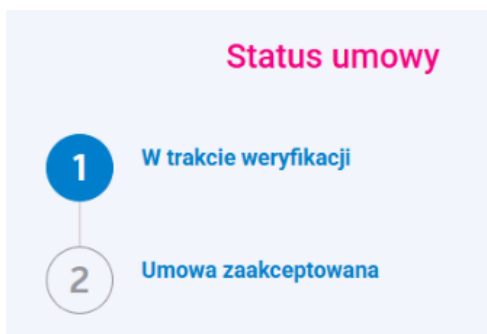 Status umowy
1 W trakcie weryfikacji
2 Umowa zaakceptowana